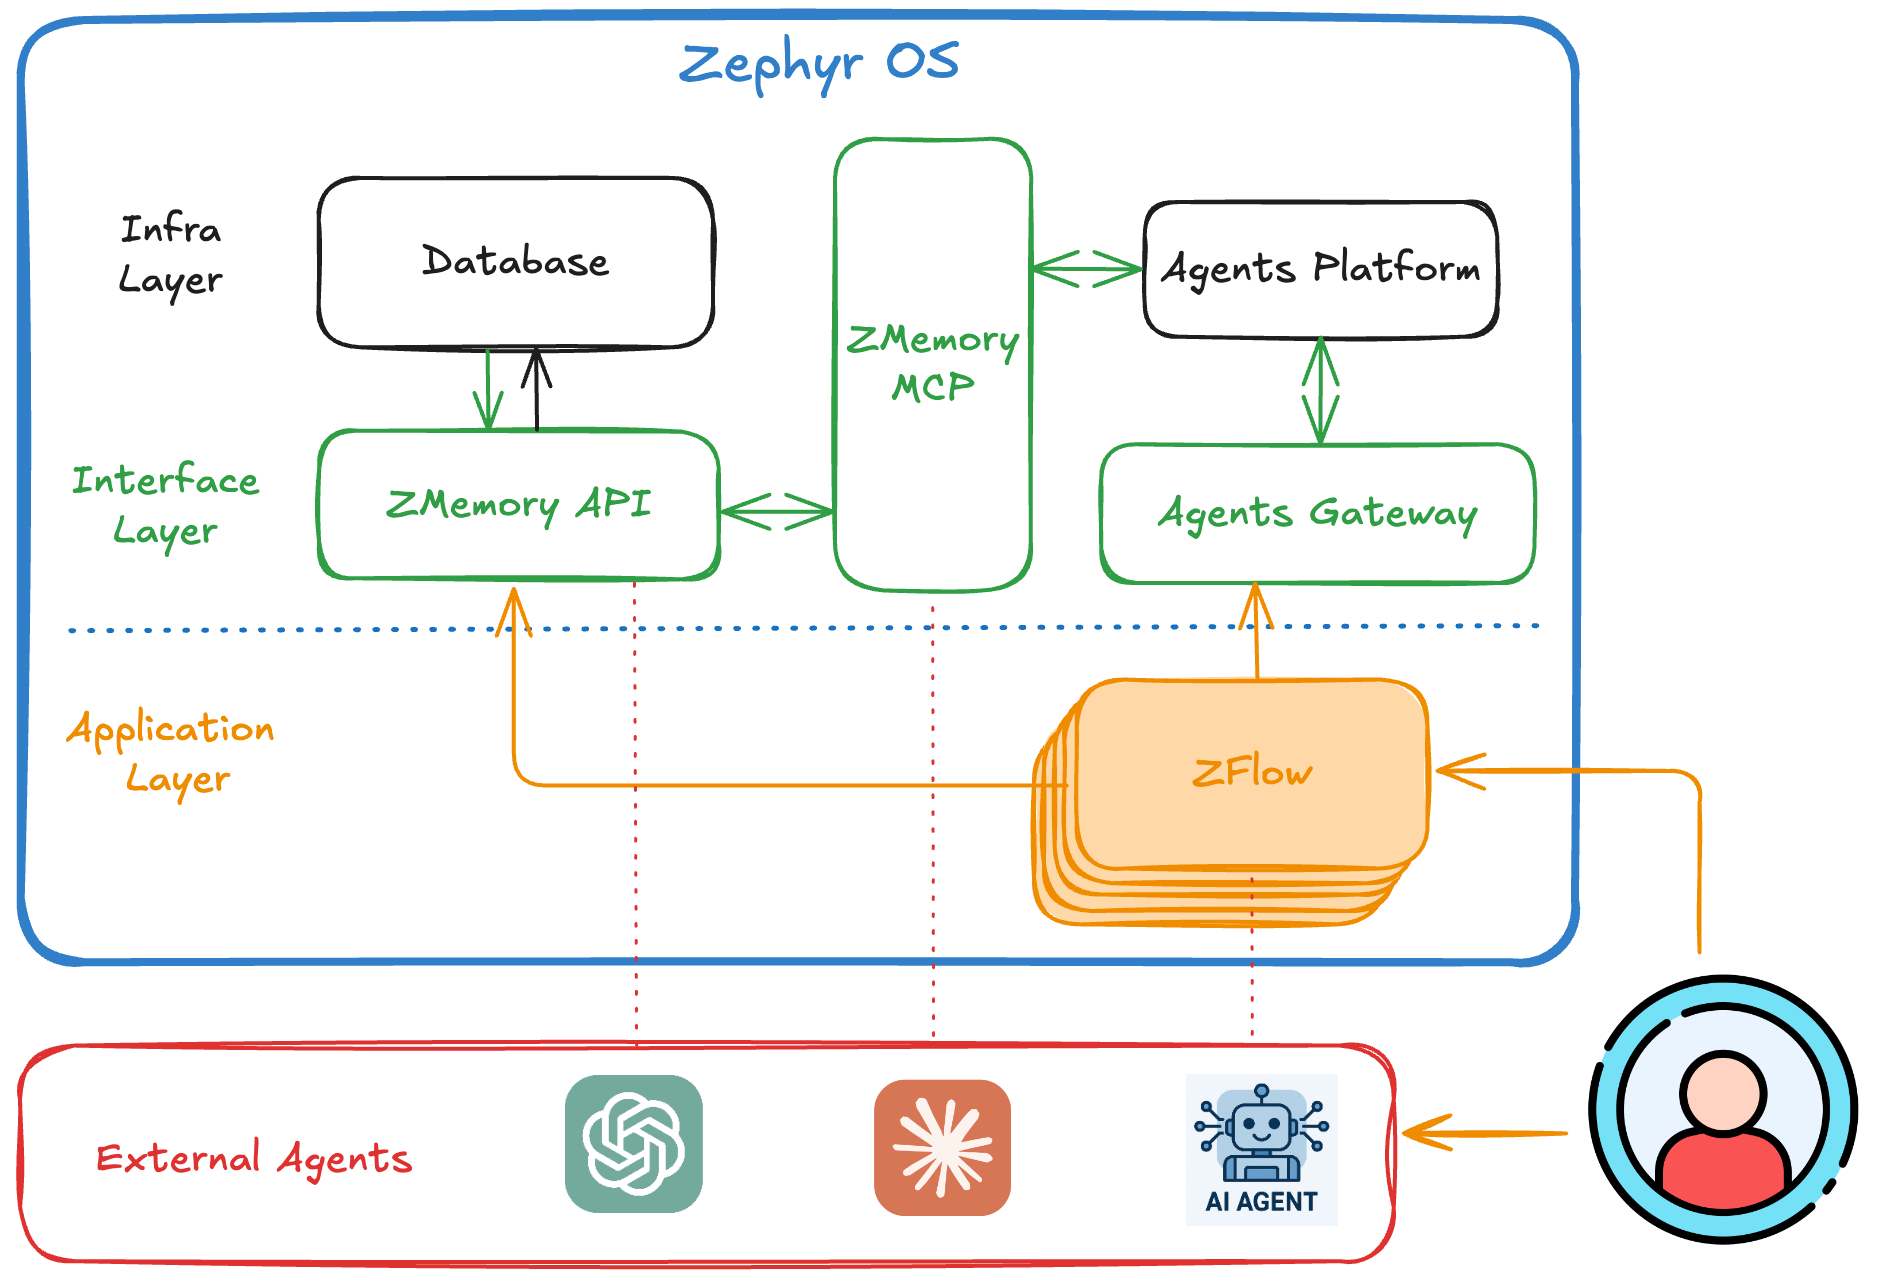 Zephyr OS
Infra
Layer
Database
Agents Platform
ZMemory
MCP
Interface
Layer
ZMemory API
Agents Gateway
Application
Layer
ZFlow
External Agents
AI AGENT